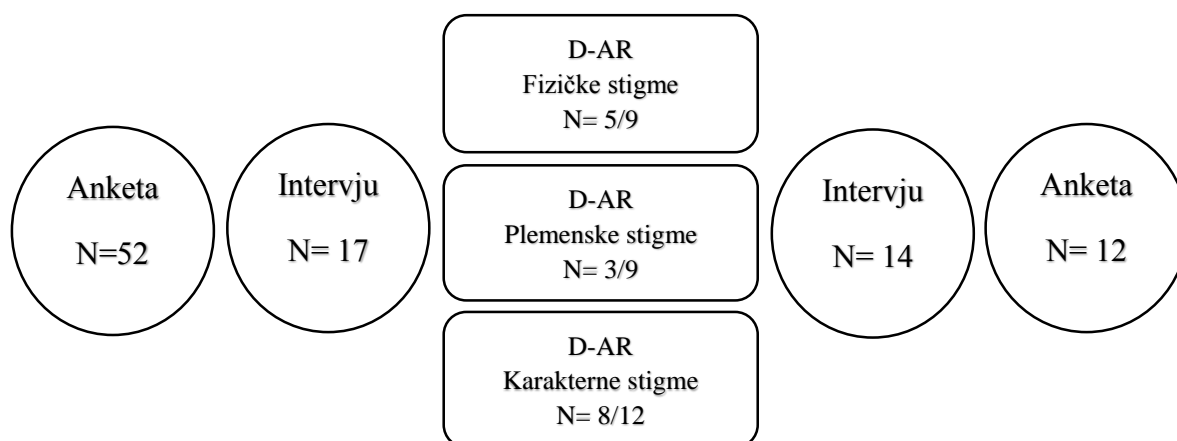 Anketa
N=52
Intervju
N= 17
D-AR
Fizičke stigme
N= 5/9
D-AR
Plemenske stigme
N= 3/9
D-AR
Karakterne stigme
N= 8/12
Intervju
N= 14
Anketa
N= 12